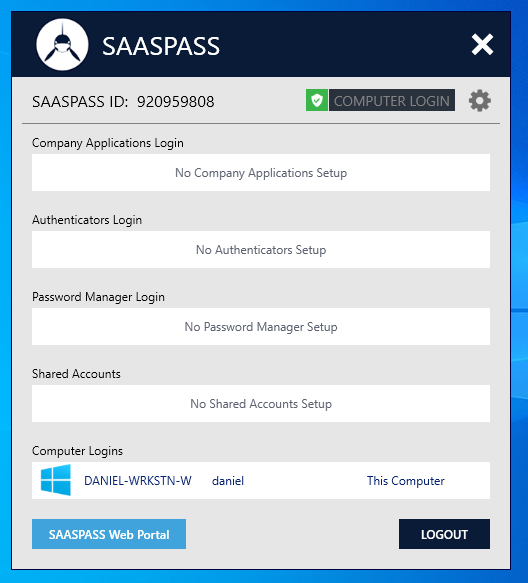 SAASPASS
SAASPASS ID: 920959808 COMPUTER LOGIN
Company Applications Login
No Company Applications Setup
Authenticators Login
No Authenticators Setup
Password Manager Login
No Password Manager Setup
Shared Accounts
No Shared Accounts Setup
Computer Logins
DANIEL-WRKSTN-W daniel This Computer
SAASPASS Web Portal LOGOUT